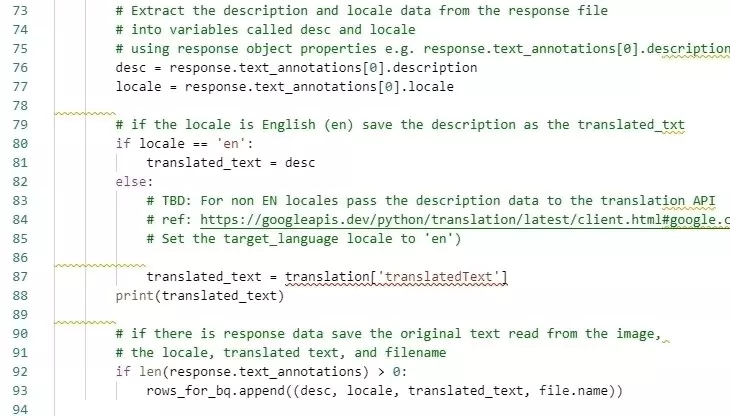 73 # Extract the description and locale data from the response file
74 # into variables called desc and locale
75 # using response object properties e.g. response.text_annotations[0].description
76 desc = response.text_annotations[0].description
77 locale = response.text_annotations[0].locale
78
79 # if the locale is English (en) save the description as the translated_txt
80 if locale == 'en':
81 translated_text = desc
82 else:
83 # TBD: For non EN locales pass the description data to the translation API
84 # ref: https://googleapis.dev/python/translation/latest/client.html#google.c
85 # Set the target_language locale to 'en')
86
87 translated_text = translation['translatedText']
88 print(translated_text)
89
90 # if there is response data save the original text read from the image,
91 # the locale, translated text, and filename
92 if len(response.text_annotations) > 0:
93 rows_for_bq.append((desc, locale, translated_text, file.name))
94